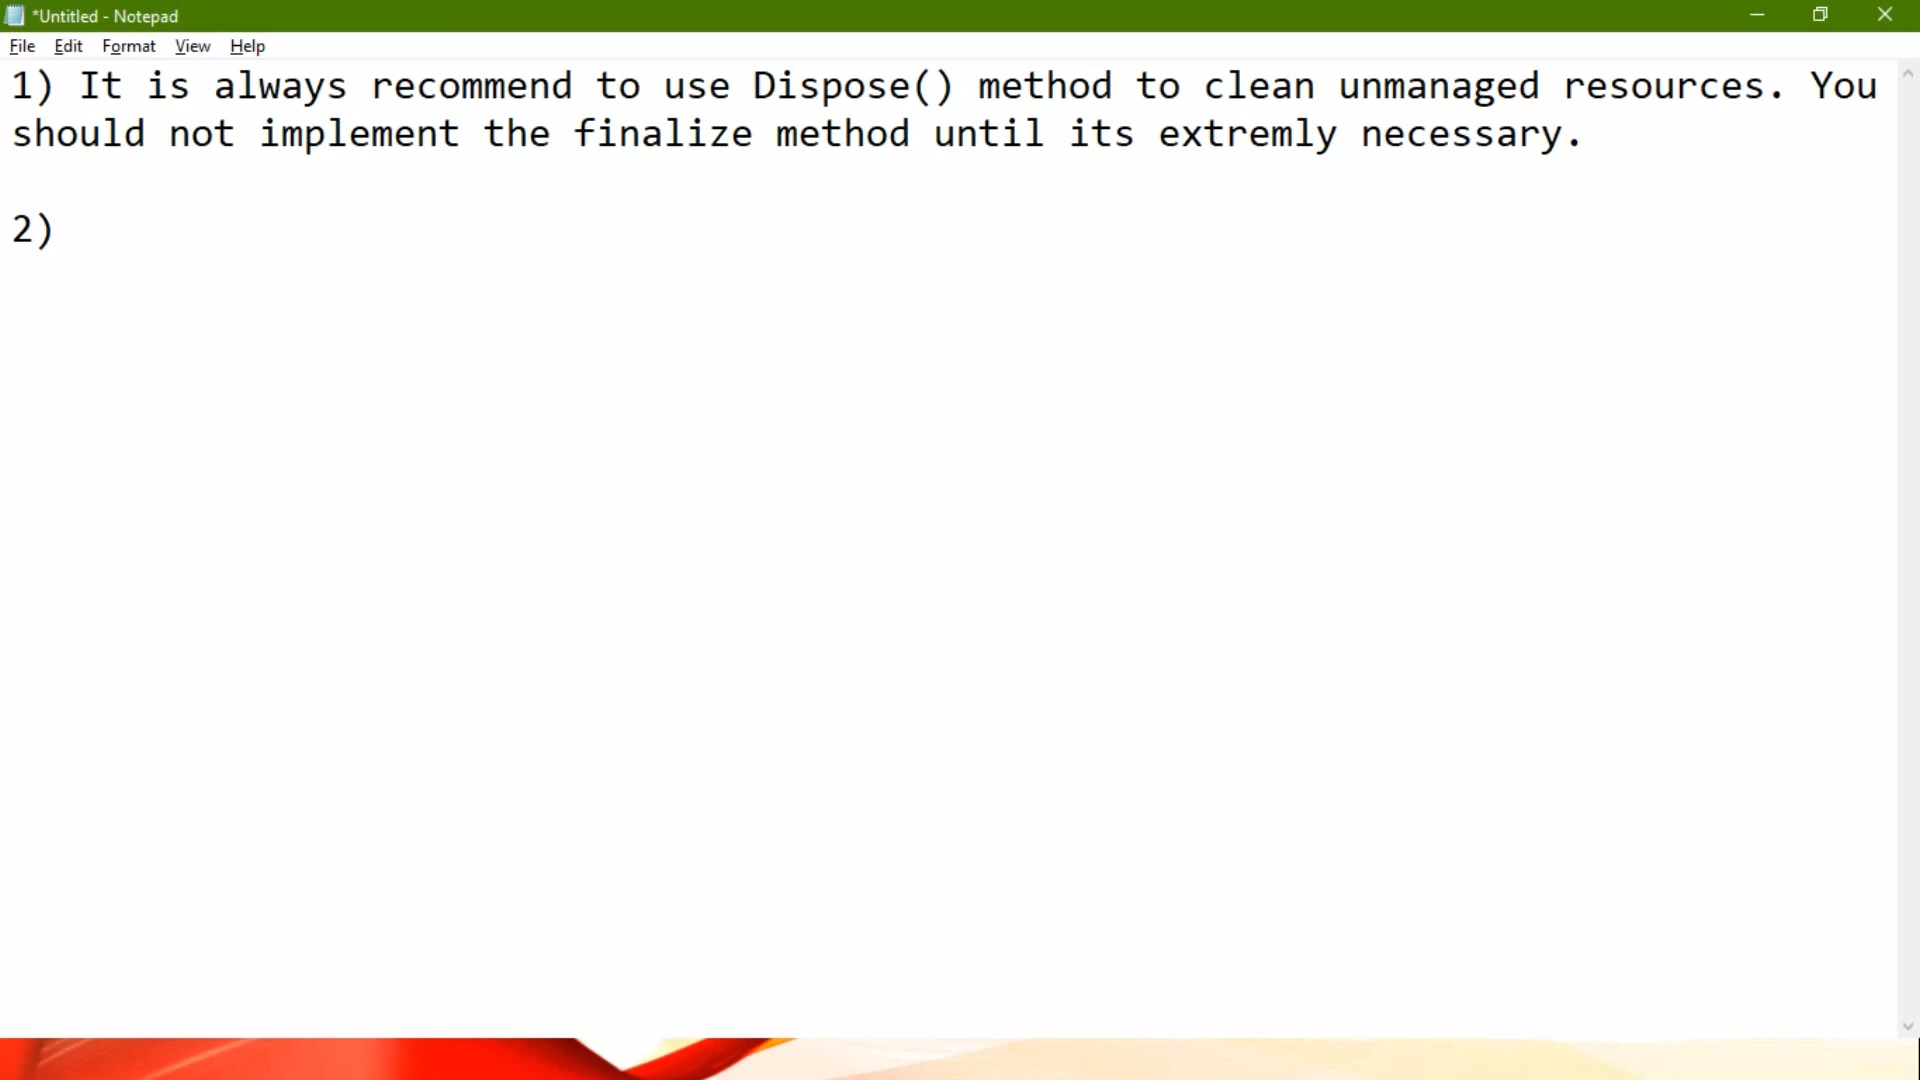 *Untitled - Notepad
File Edit Format View Help
1) It is always recommend to use Dispose() method to clean unmanaged resources. You
should not implement the finalize method until its extremly necessary.
2)